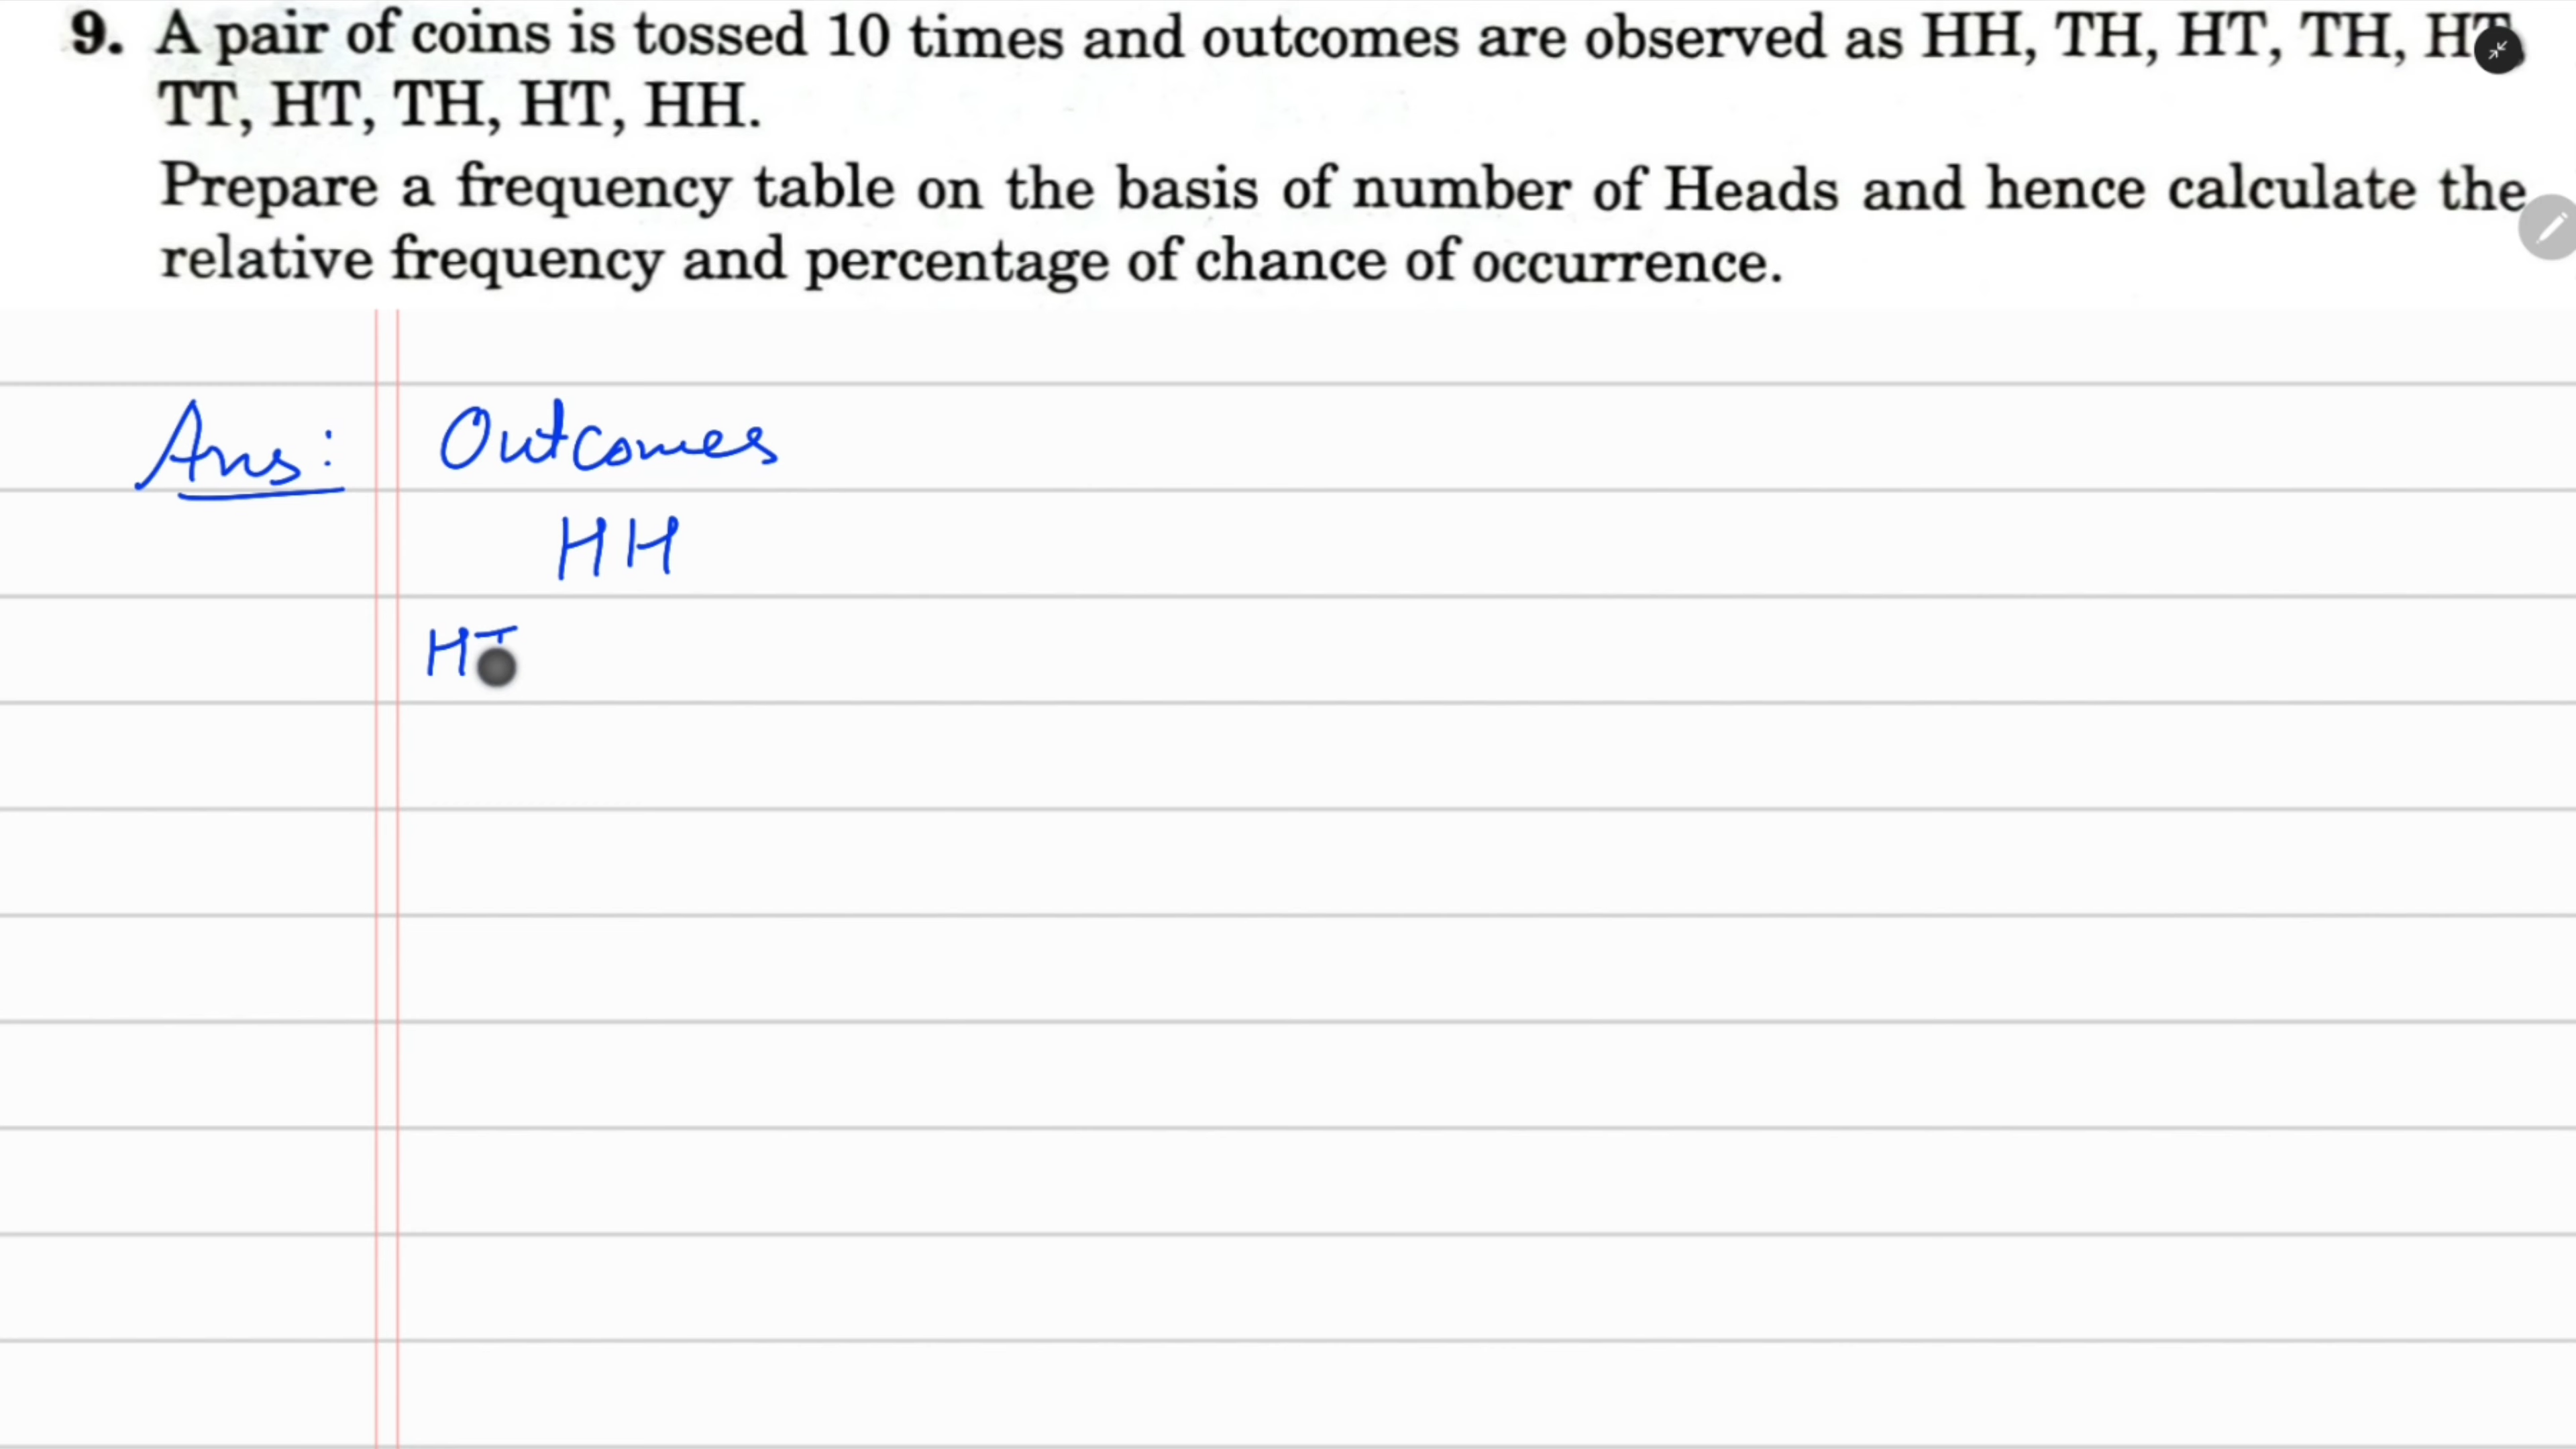 9. A pair of coins is tossed 10 times and outcomes are observed as HH, TH, HT, TH, HT,
TT, HT, TH, HT, HH.
Prepare a frequency table on the basis of number of Heads and hence calculate the
relative frequency and percentage of chance of occurrence.
Ans: Outcomes
HH
HT